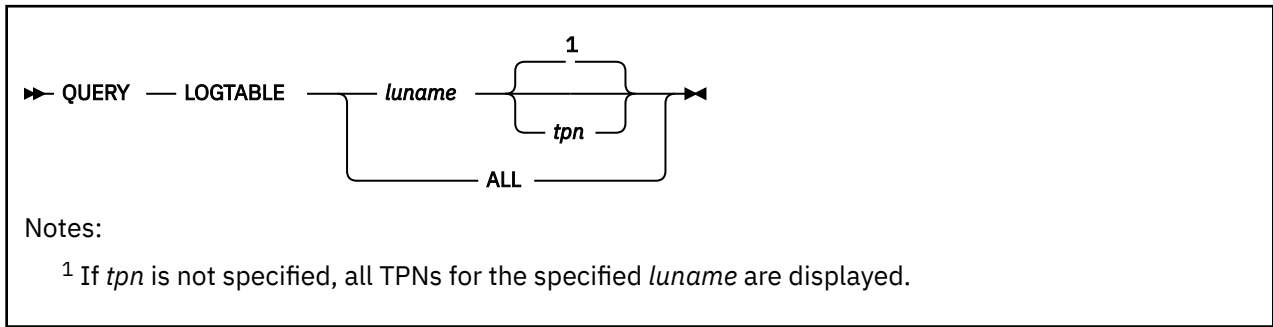 1
QUERY LOGTABLE luname
tpn
ALL
Notes:
1 If tpn is not specified, all TPNs for the specified luname are displayed.